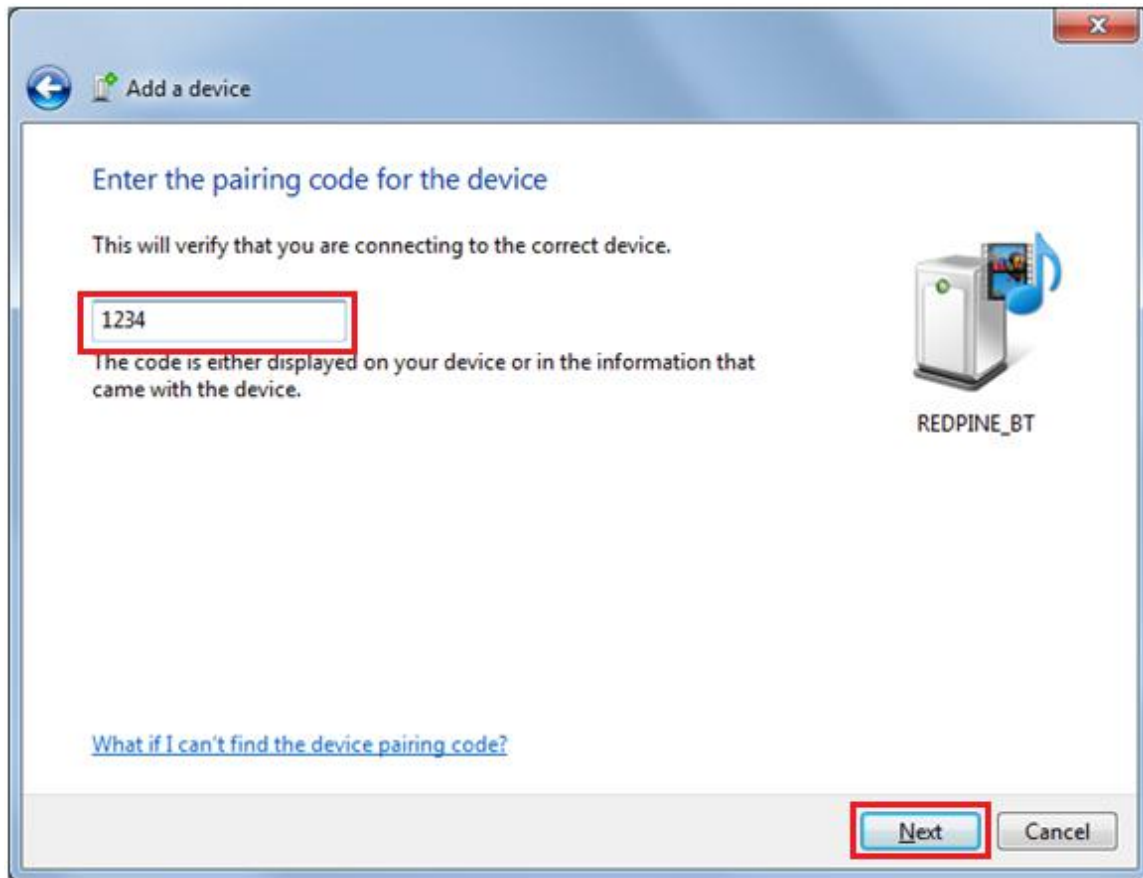 Add a device
Enter the pairing code for the device
This will verify that you are connecting to the correct device.
1234
The code is either displayed on your device or in the information that
came with the device.
REDPINE_BT
What if I can't find the device pairing code?
Next
Cancel